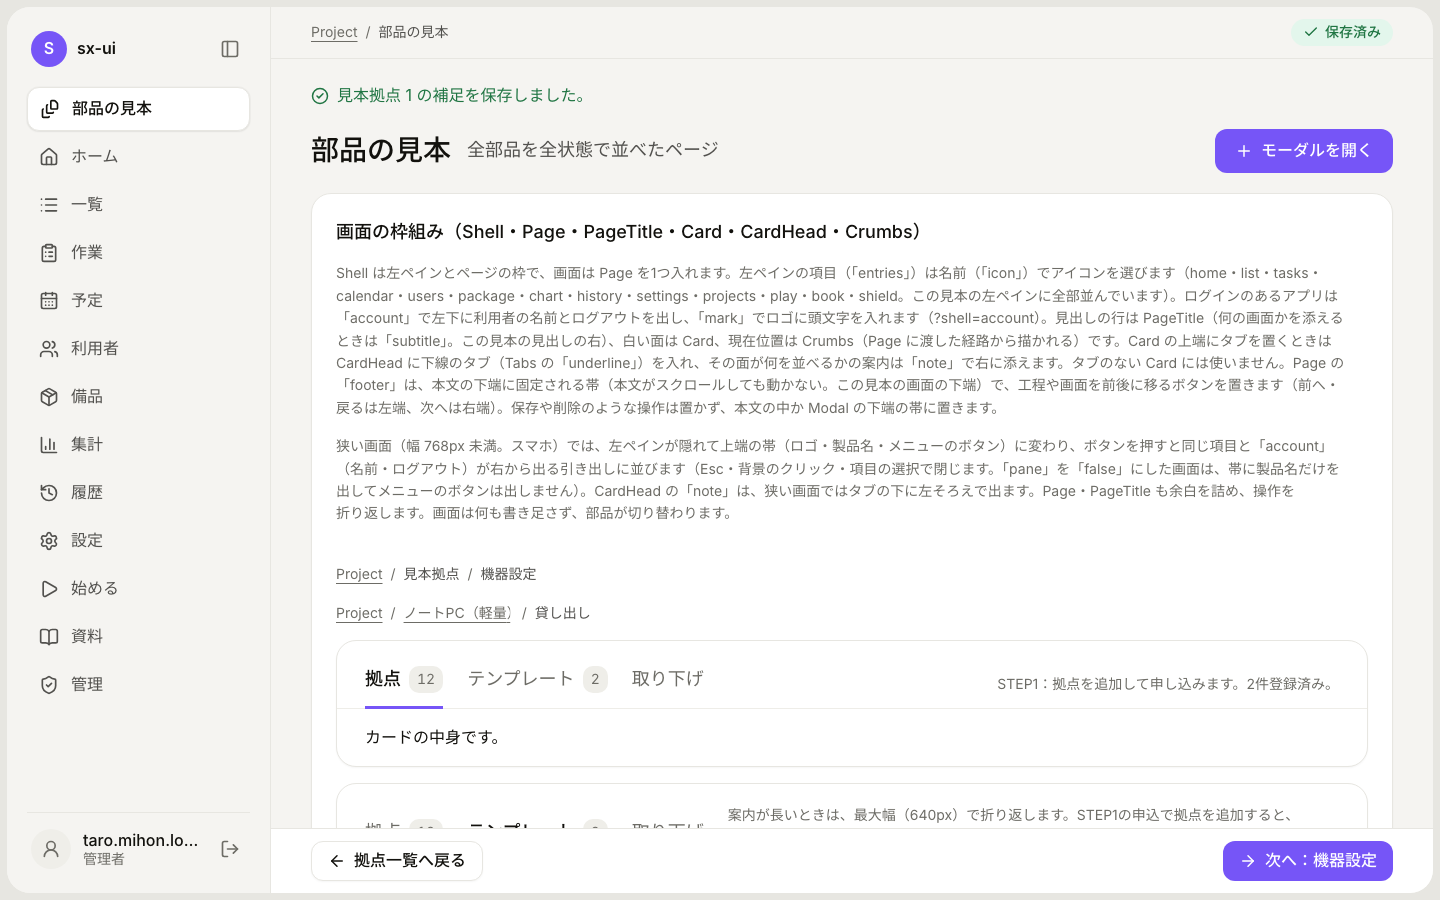 S sx-ui
部品の見本
ホーム
一覧
作業
予定
利用者
備品
集計
履歴
設定
始める
資料
管理
taro.mihon.lo...
管理者
Project / 部品の見本
保存済み
見本拠点 1 の補足を保存しました。
部品の見本 全部品を全状態で並べたページ
モーダルを開く
画面の枠組み（Shell・Page・PageTitle・Card・CardHead・Crumbs）
Shell は左ペインとページの枠で、画面は Page を1つ入れます。左ペインの項目（「entries」）は名前（「icon」）でアイコンを選びます（home・list・tasks・
calendar・users・package・chart・history・settings・projects・play・book・shield。この見本の左ペインに全部並んでいます）。ログインのあるアプリは
「account」で左下に利用者の名前とログアウトを出し、「mark」でロゴに頭文字を入れます（?shell=account）。見出しの行は PageTitle（何の画面かを添える
ときは「subtitle」。この見本の見出しの右）、白い面は Card、現在位置は Crumbs（Page に渡した経路から描かれる）です。Card の上端にタブを置くときは
CardHead に下線のタブ（Tabs の「underline」）を入れ、その面が何を並べるかの案内は「note」で右に添えます。タブのない Card には使いません。Page の
「footer」は、本文の下端に固定される帯（本文がスクロールしても動かない。この見本の画面の下端）で、工程や画面を前後に移るボタンを置きます（前へ・
戻るは左端、次へは右端）。保存や削除のような操作は置かず、本文の中か Modal の下端の帯に置きます。
狭い画面（幅 768px 未満。スマホ）では、左ペインが隠れて上端の帯（ロゴ・製品名・メニューのボタン）に変わり、ボタンを押すと同じ項目と「account」
（名前・ログアウト）が右から出る引き出しに並びます（Esc・背景のクリック・項目の選択で閉じます。「pane」を「false」にした画面は、帯に製品名だけを
出してメニューのボタンは出しません）。CardHead の「note」は、狭い画面ではタブの下に左そろえで出ます。Page・PageTitle も余白を詰め、操作を
折り返します。画面は何も書き足さず、部品が切り替わります。
Project / 見本拠点 / 機器設定
Project / ノートPC（軽量） / 貸し出し
拠点 12 テンプレート 2 取り下げ
STEP1：拠点を追加して申し込みます。2件登録済み。
カードの中身です。
案内が長いときは、最大幅（640px）で折り返します。STEP1の申込で拠点を追加すると、
拠点 テンプレート 取り下げ
拠点一覧へ戻る
次へ：機器設定